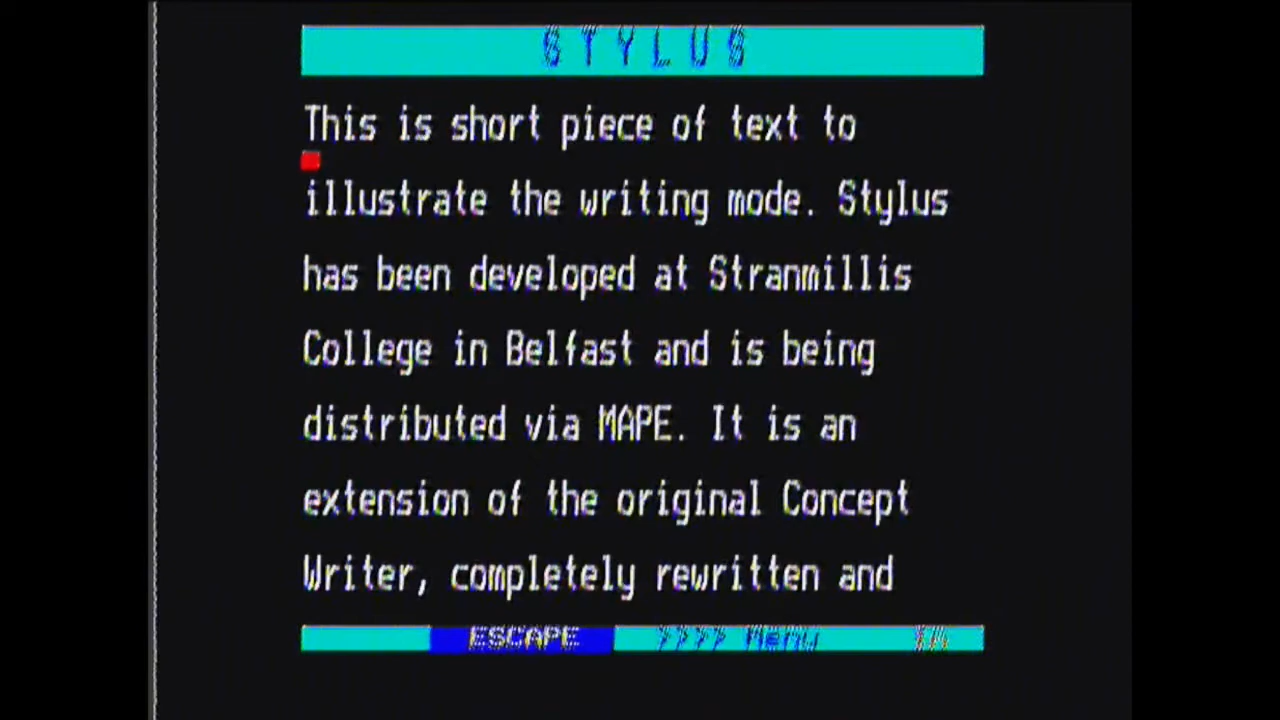 STYLUS
This is short piece of text to
illustrate the writing mode. Stylus
has been developed at Stranmillis
College in Belfast and is being
distributed via MAPE. It is an
extension of the original Concept
Writer, completely rewritten and
ESCAPE >>>> Menu